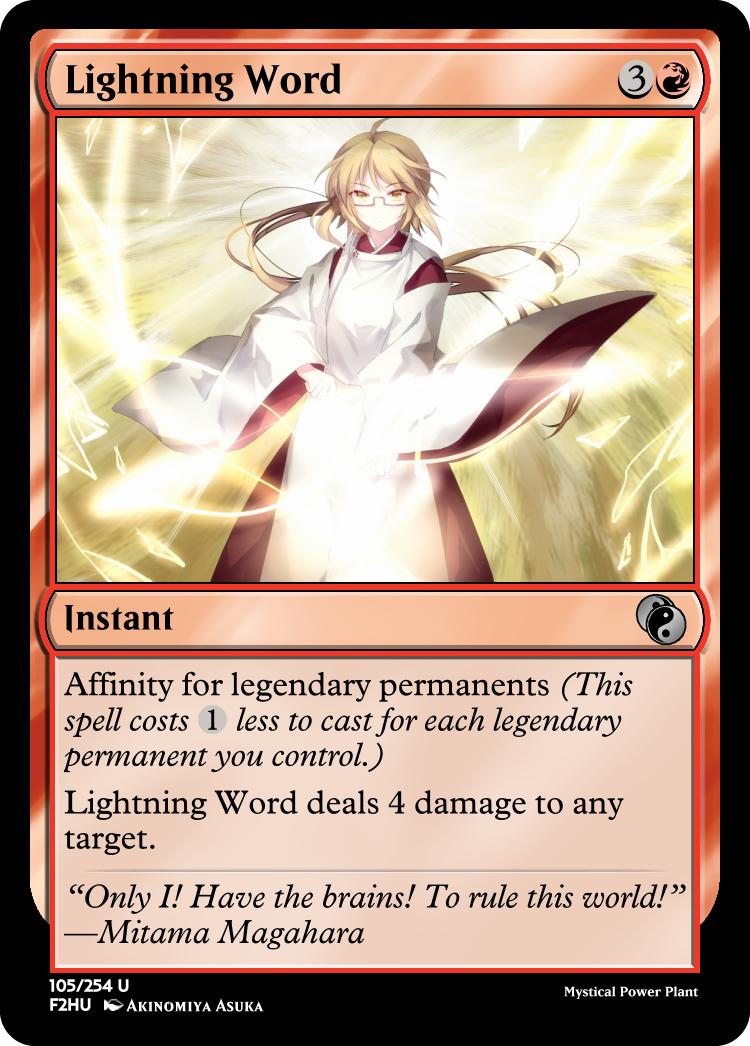 Lightning Word 3
Instant
Affinity for legendary permanents (This
spell costs 1 less to cast for each legendary
permanent you control.)
Lightning Word deals 4 damage to any
target.
“Only I! Have the brains! To rule this world!”
—Mitama Magahara
105/254 U
F2HU AKINOMIYA ASUKA
Mystical Power Plant